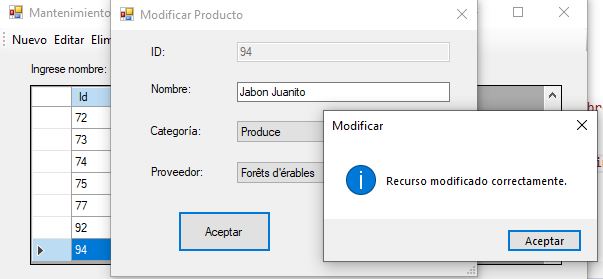 Mantenimiento
Nuevo Editar
Ingrese nombre:
Id
72
73
74
75
77
92
94
Modificar Producto
ID:
94
Nombre:
Jabon Juanito
Categoría:
Produce
Proveedor:
Forêts d'érables
Aceptar
Modificar
Recurso modificado correctamente.
Aceptar